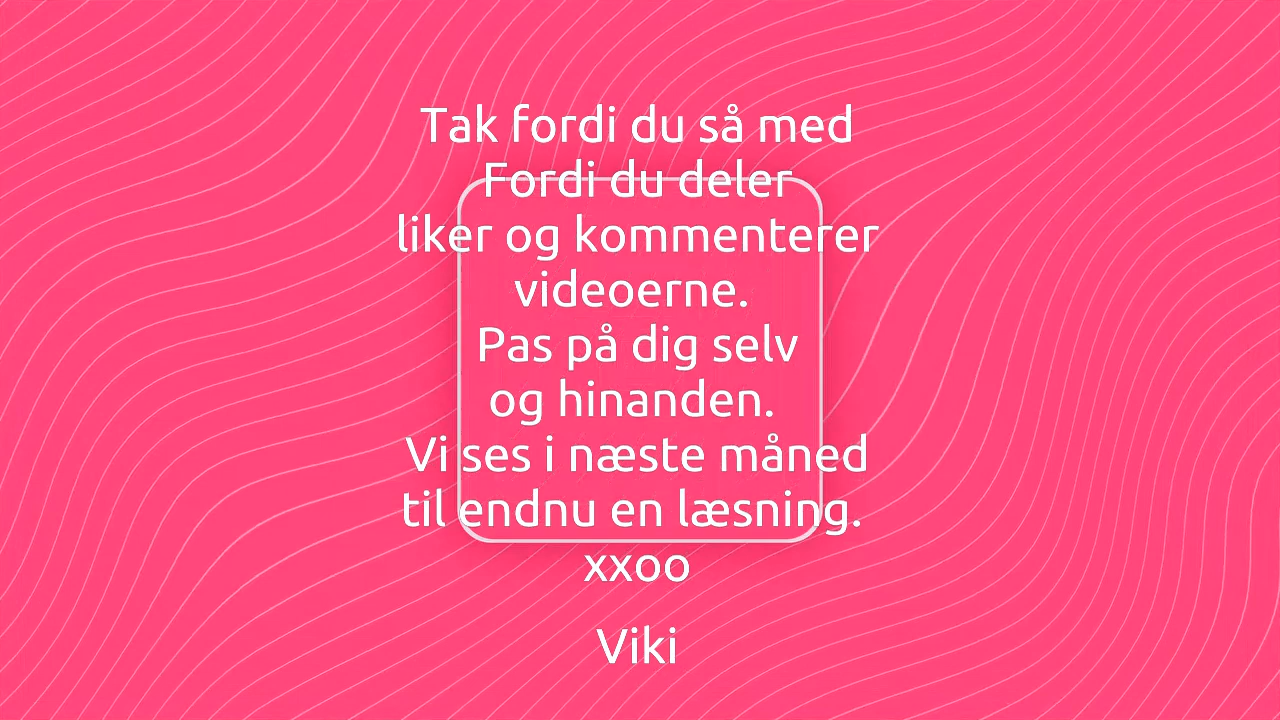 Tak fordi du så med
Fordi du deler
liker og kommenterer
videoerne.
Pas på dig selv
og hinanden.
Vi ses i næste måned
til endnu en læsning.
xxoo
Viki